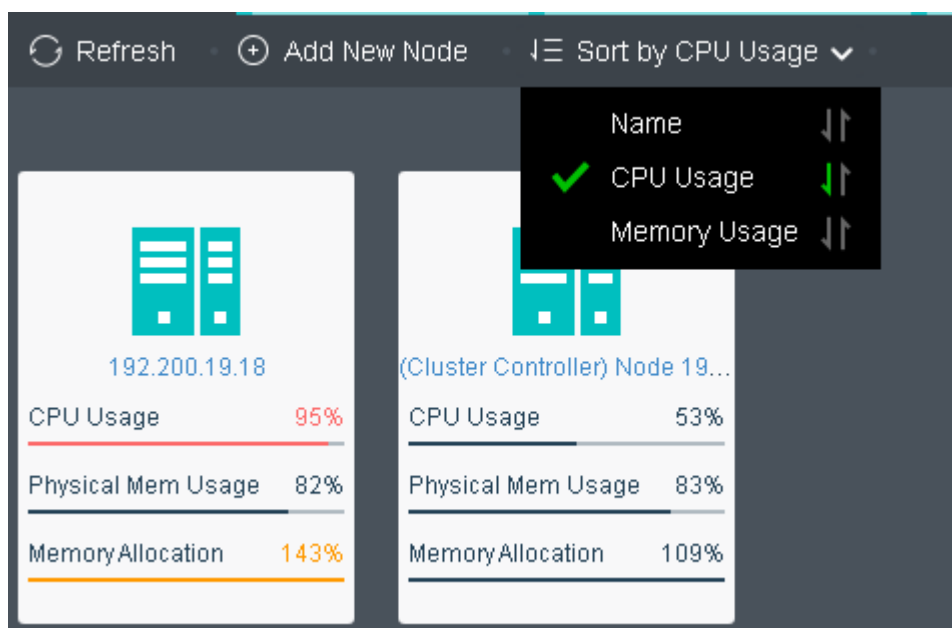 Refresh
Add New Node
Sort by CPU Usage
Name
CPU Usage
Memory Usage
192.200.19.18
CPU Usage 95%
Physical Mem Usage 82%
Memory Allocation 143%
(Cluster Controller) Node 19...
CPU Usage 53%
Physical Mem Usage 83%
Memory Allocation 109%